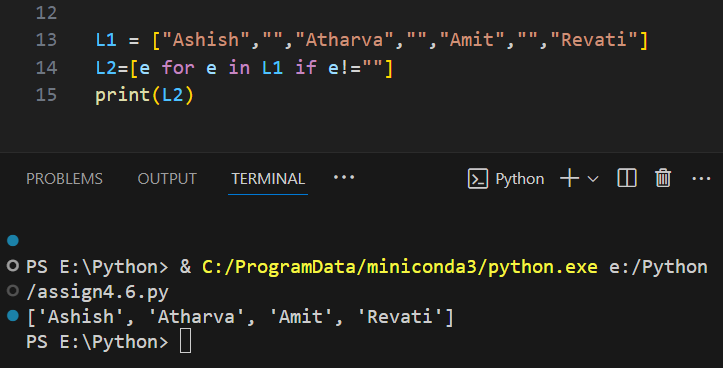 12
13 L1 = ["Ashish","","Atharva","","Amit","","Revati"]
14 L2=[e for e in L1 if e!=""]
15 print(L2)
PROBLEMS OUTPUT TERMINAL ··· Python ···
PS E:\Python> & C:/ProgramData/miniconda3/python.exe e:/Python
/assign4.6.py
['Ashish', 'Atharva', 'Amit', 'Revati']
PS E:\Python>